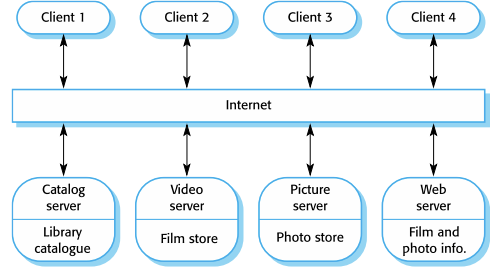 Client 1
Client 2
Client 3
Client 4
Internet
Catalog
server
Library
catalogue
Video
server
Film store
Picture
server
Photo store
Web
server
Film and
photo info.